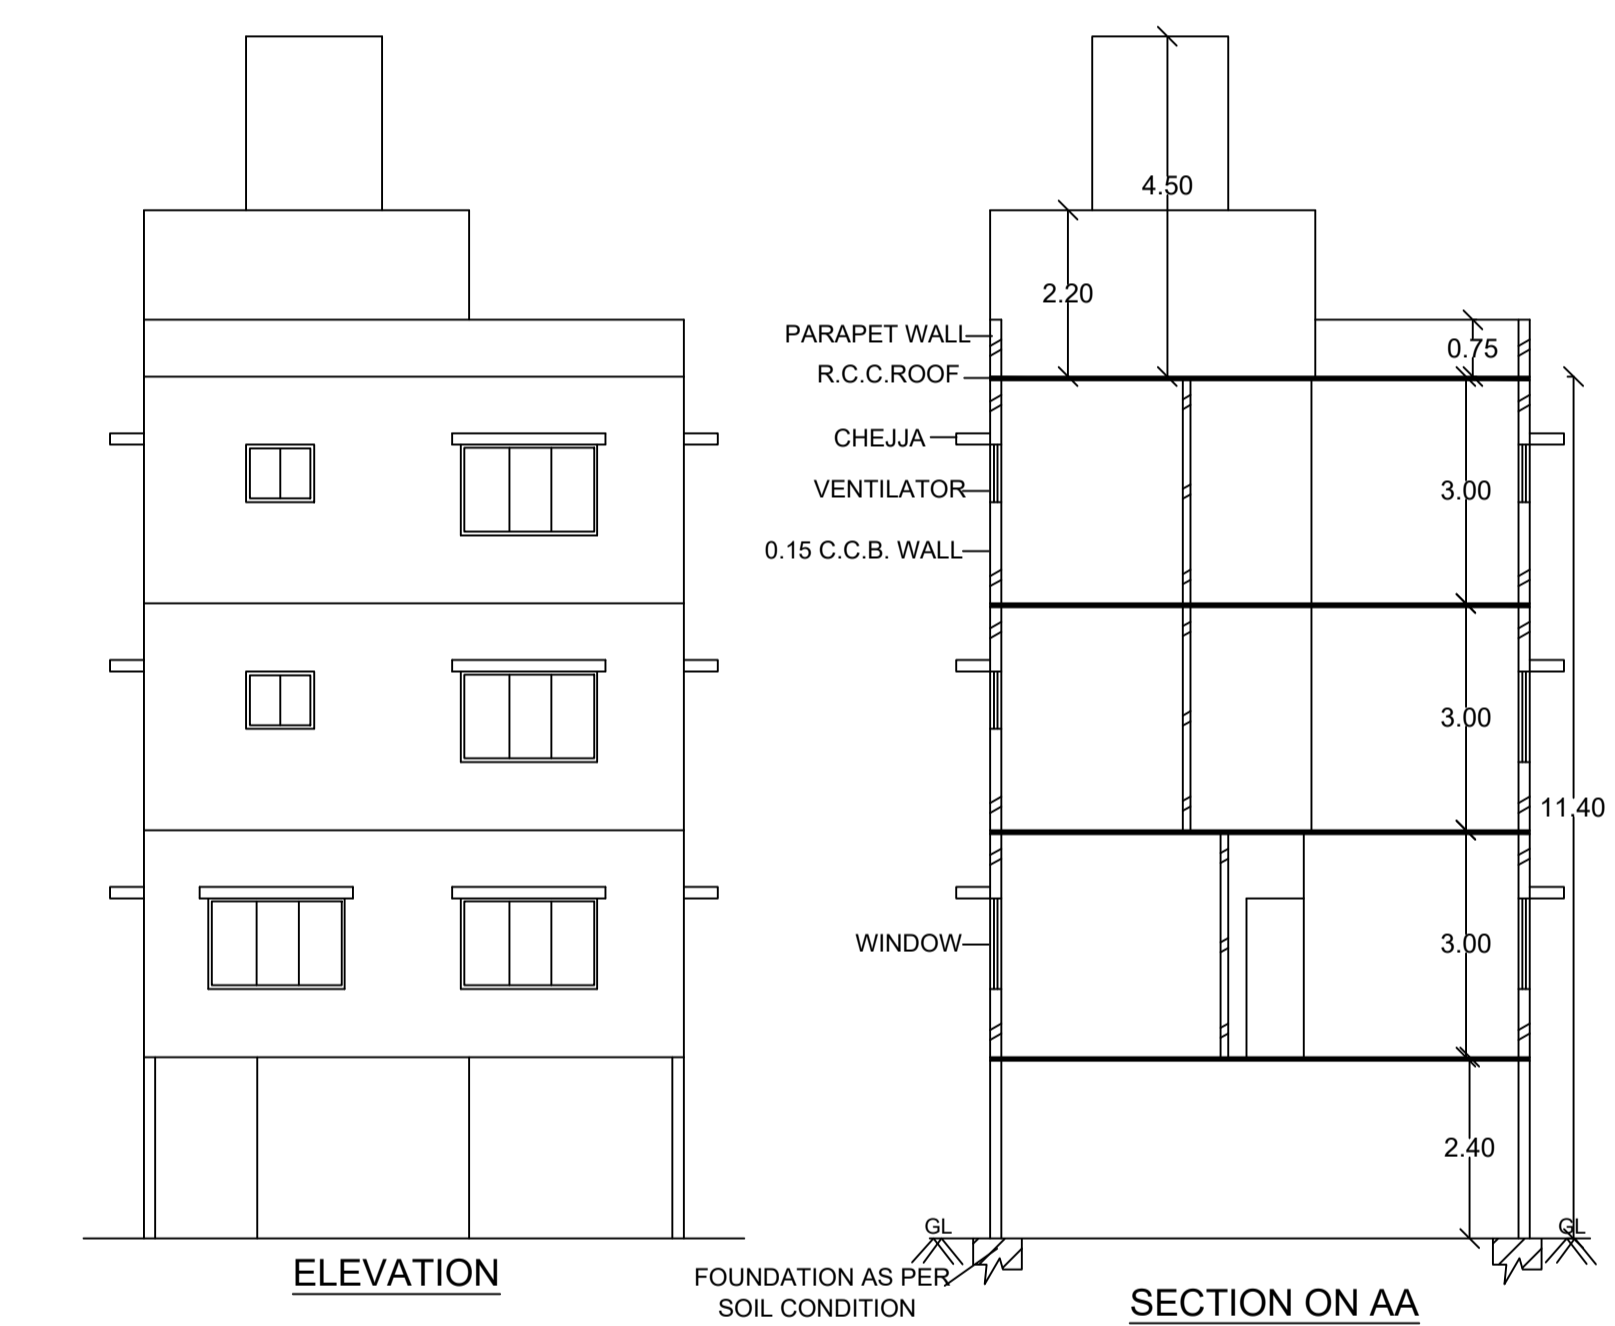 4.50
2.20
PARAPET WALL
0.75
R.C.C.ROOF
CHEJJA
VENTILATOR
3.00
0.15 C.C.B. WALL
3.00
11.40
WINDOW
3.00
2.40
GL
GL
ELEVATION
FOUNDATION AS PER
SOIL CONDITION
SECTION ON AA